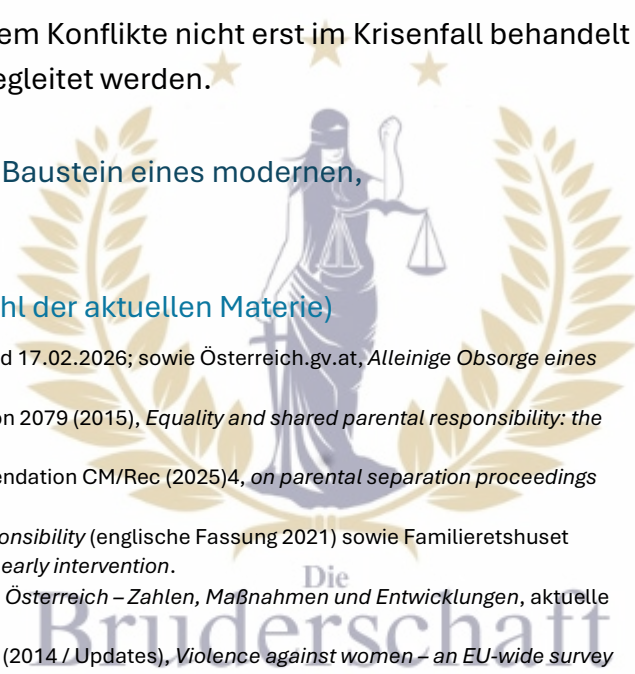 em Konflikte nicht erst im Krisenfall behandelt
egleitet werden.
Baustein eines modernen,
hl der aktuellen Materie)
d 17.02.2026; sowie Österreich.gv.at, Alleinige Obsorge eines
on 2079 (2015), Equality and shared parental responsibility: the
endation CM/Rec (2025)4, on parental separation proceedings
onsibility (englische Fassung 2021) sowie Familieretshuset
early intervention.
Österreich – Zahlen, Maßnahmen und Entwicklungen, aktuelle
(2014 / Updates), Violence against women – an EU-wide survey
Die
Bruderschaft